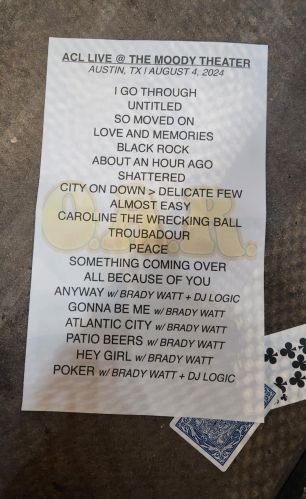 ACL LIVE @ THE MOODY THEATER
AUSTIN, TX | AUGUST 4, 2024
I GO THROUGH
UNTITLED
SO MOVED ON
LOVE AND MEMORIES
BLACK ROCK
ABOUT AN HOUR AGO
SHATTERED
CITY ON DOWN > DELICATE FEW
ALMOST EASY
CAROLINE THE WRECKING BALL
TROUBADOUR
O.A.R.
PEACE
SOMETHING COMING OVER
ALL BECAUSE OF YOU
ANYWAY w/ BRADY WATT + DJ LOGIC
GONNA BE ME w/ BRADY WATT
ATLANTIC CITY w/ BRADY WATT
PATIO BEERS w/ BRADY WATT
HEY GIRL w/ BRADY WATT
POKER w/ BRADY WATT + DJ LOGIC